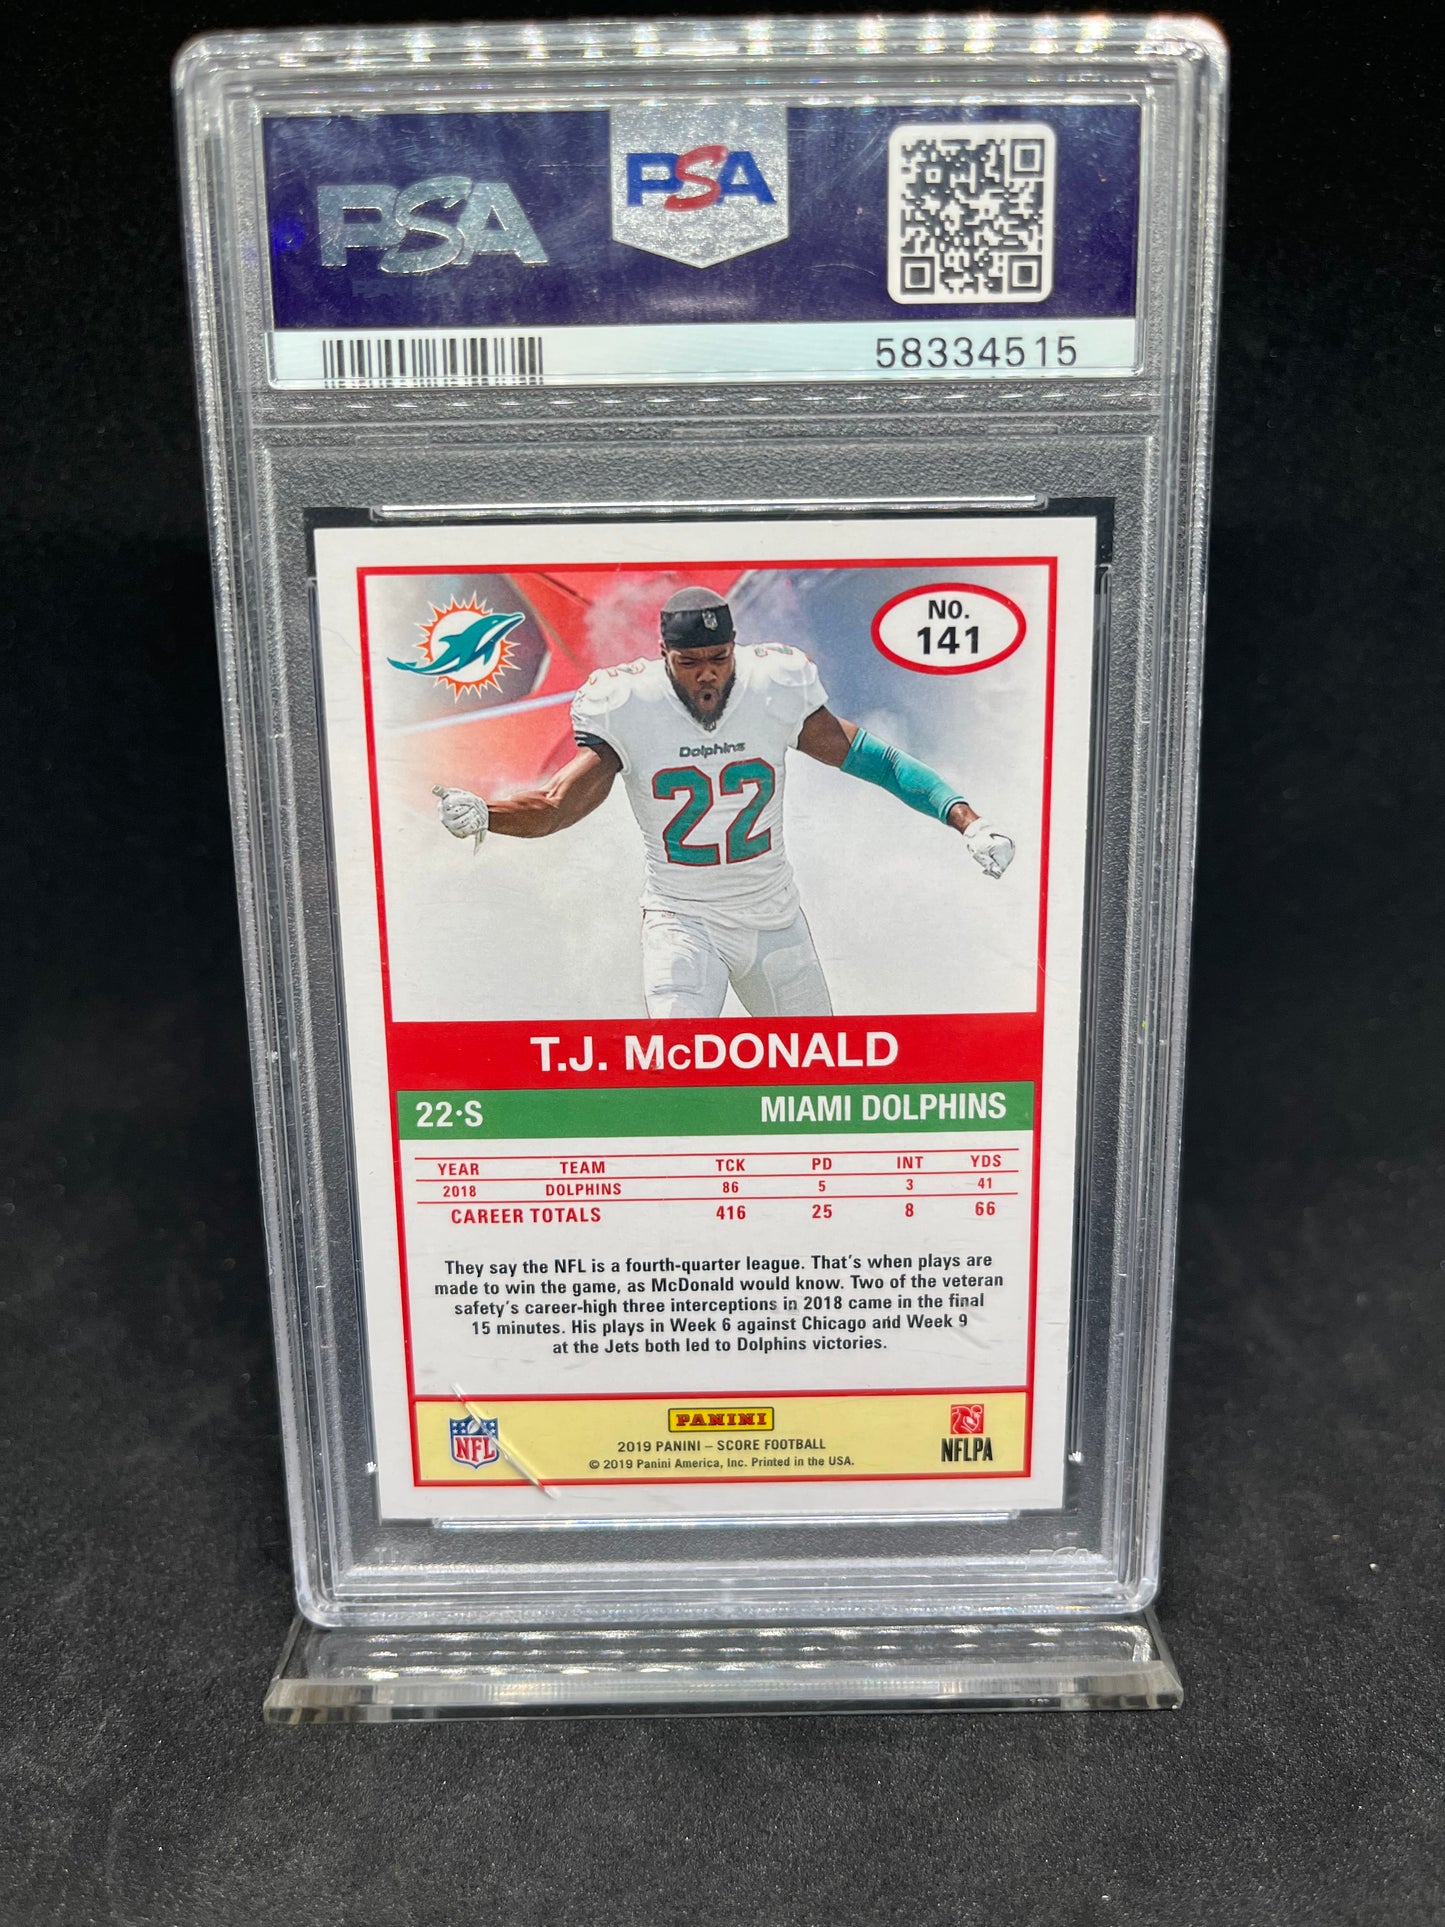 PSA
PSA
58334515
NO.
141
Dolphins
22
22
T.J. McDONALD
22·S MIAMI DOLPHINS
YEAR TEAM TCK PD INT YDS
2018 DOLPHINS 86 5 3 41
CAREER TOTALS 416 25 8 66
They say the NFL is a fourth-quarter league. That's when plays are
made to win the game, as McDonald would know. Two of the veteran
safety's career-high three interceptions in 2018 came in the final
15 minutes. His plays in Week 6 against Chicago and Week 9
at the Jets both led to Dolphins victories.
NFL
PANINI
2019 PANINI – SCORE FOOTBALL
© 2019 Panini America, Inc. Printed in the USA.
NFLPA